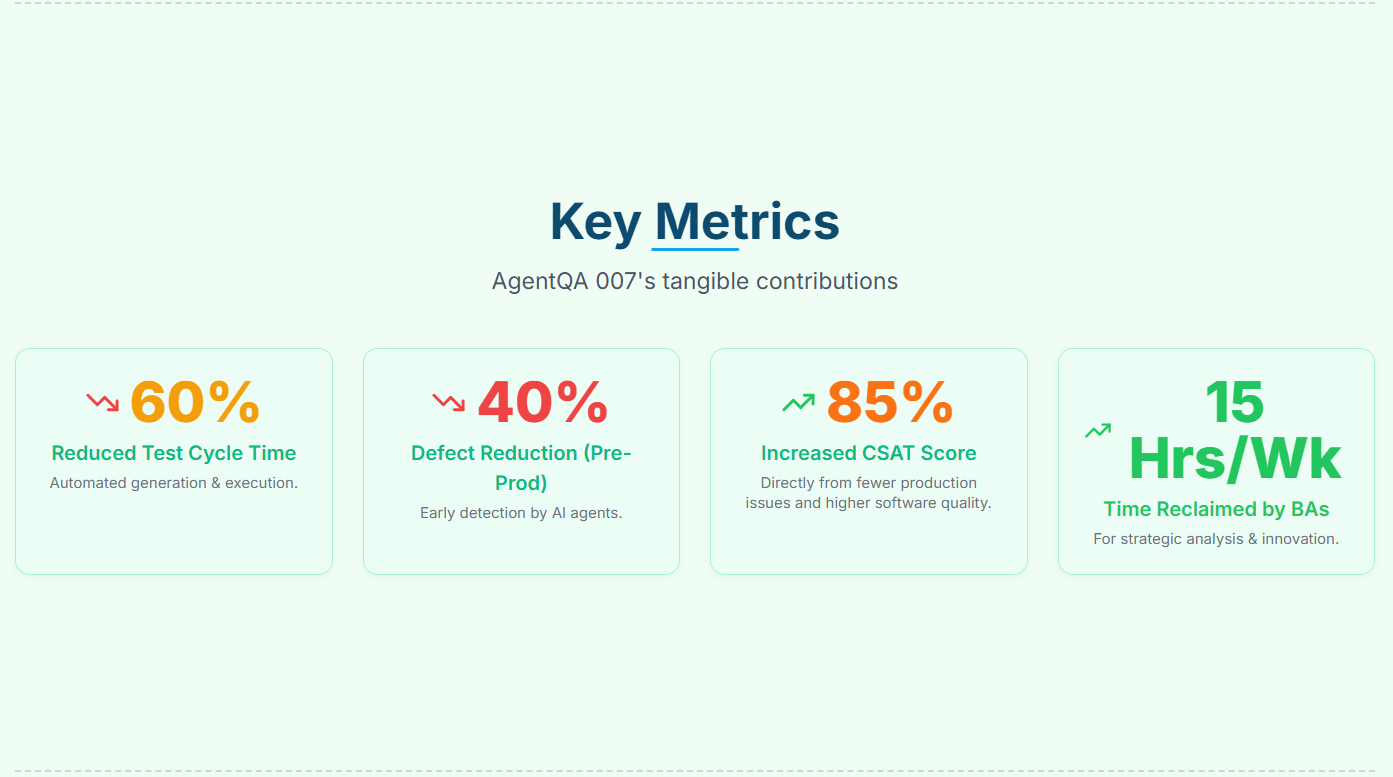 Key Metrics
AgentQA 007's tangible contributions
60%
Reduced Test Cycle Time
Automated generation & execution.
40%
Defect Reduction (Pre-
Prod)
Early detection by AI agents.
85%
Increased CSAT Score
Directly from fewer production
issues and higher software quality.
15
Hrs/Wk
Time Reclaimed by BAs
For strategic analysis & innovation.